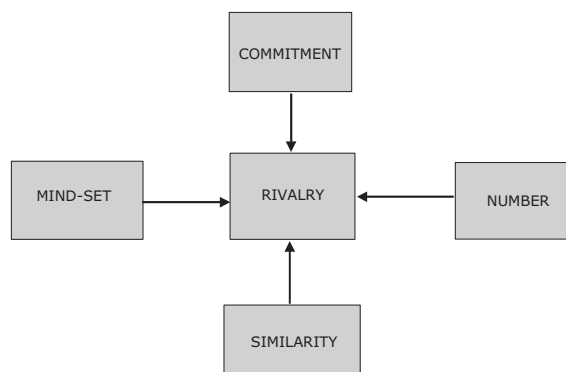 COMMITMENT
MIND-SET
RIVALRY
NUMBER
SIMILARITY